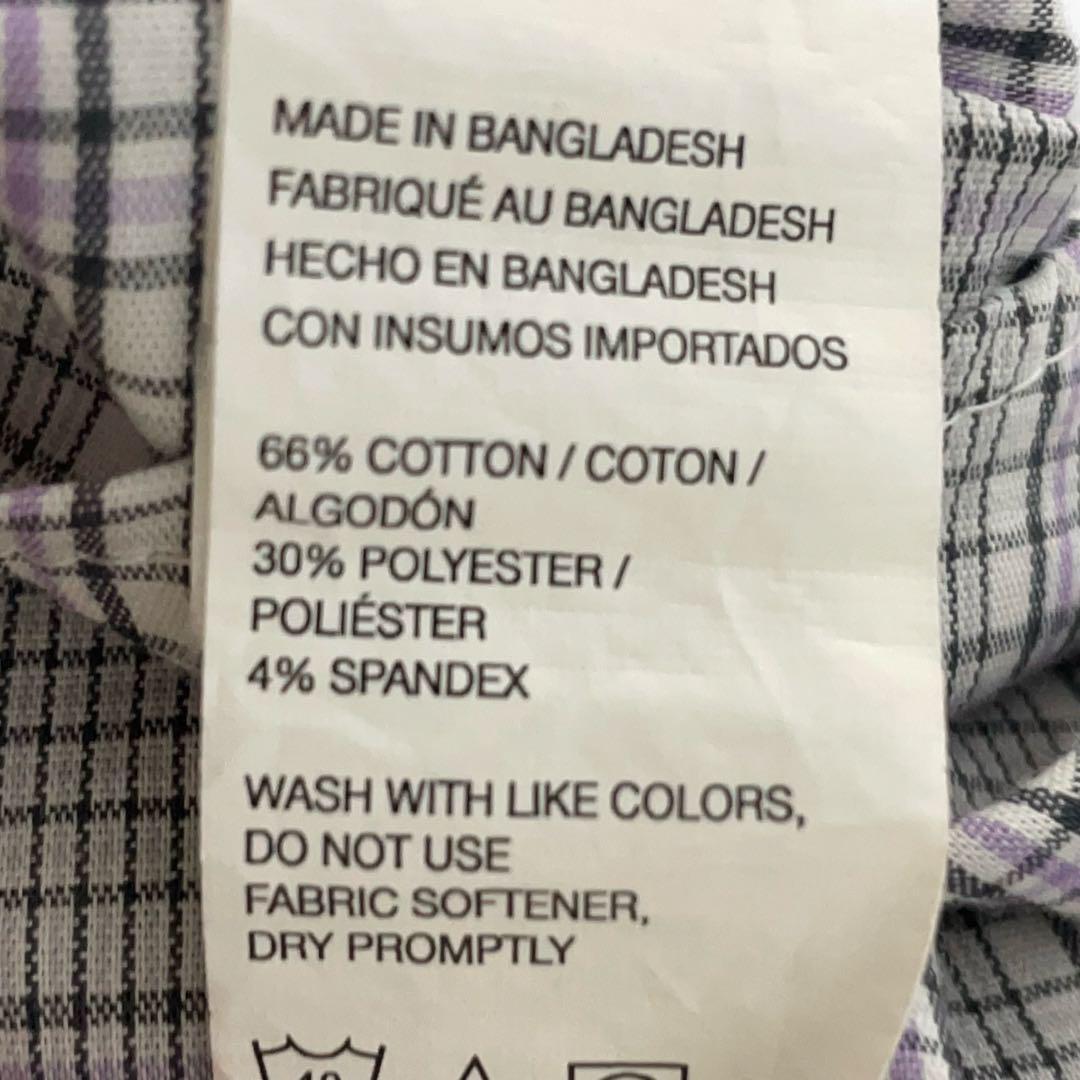 MADE IN BANGLADESH
FABRIQUÉ AU BANGLADESH
HECHO EN BANGLADESH
CON INSUMOS IMPORTADOS
66% COTTON / COTON /
ALGODÓN
30% POLYESTER /
POLIÉSTER
4% SPANDEX
WASH WITH LIKE COLORS,
DO NOT USE
FABRIC SOFTENER,
DRY PROMPTLY